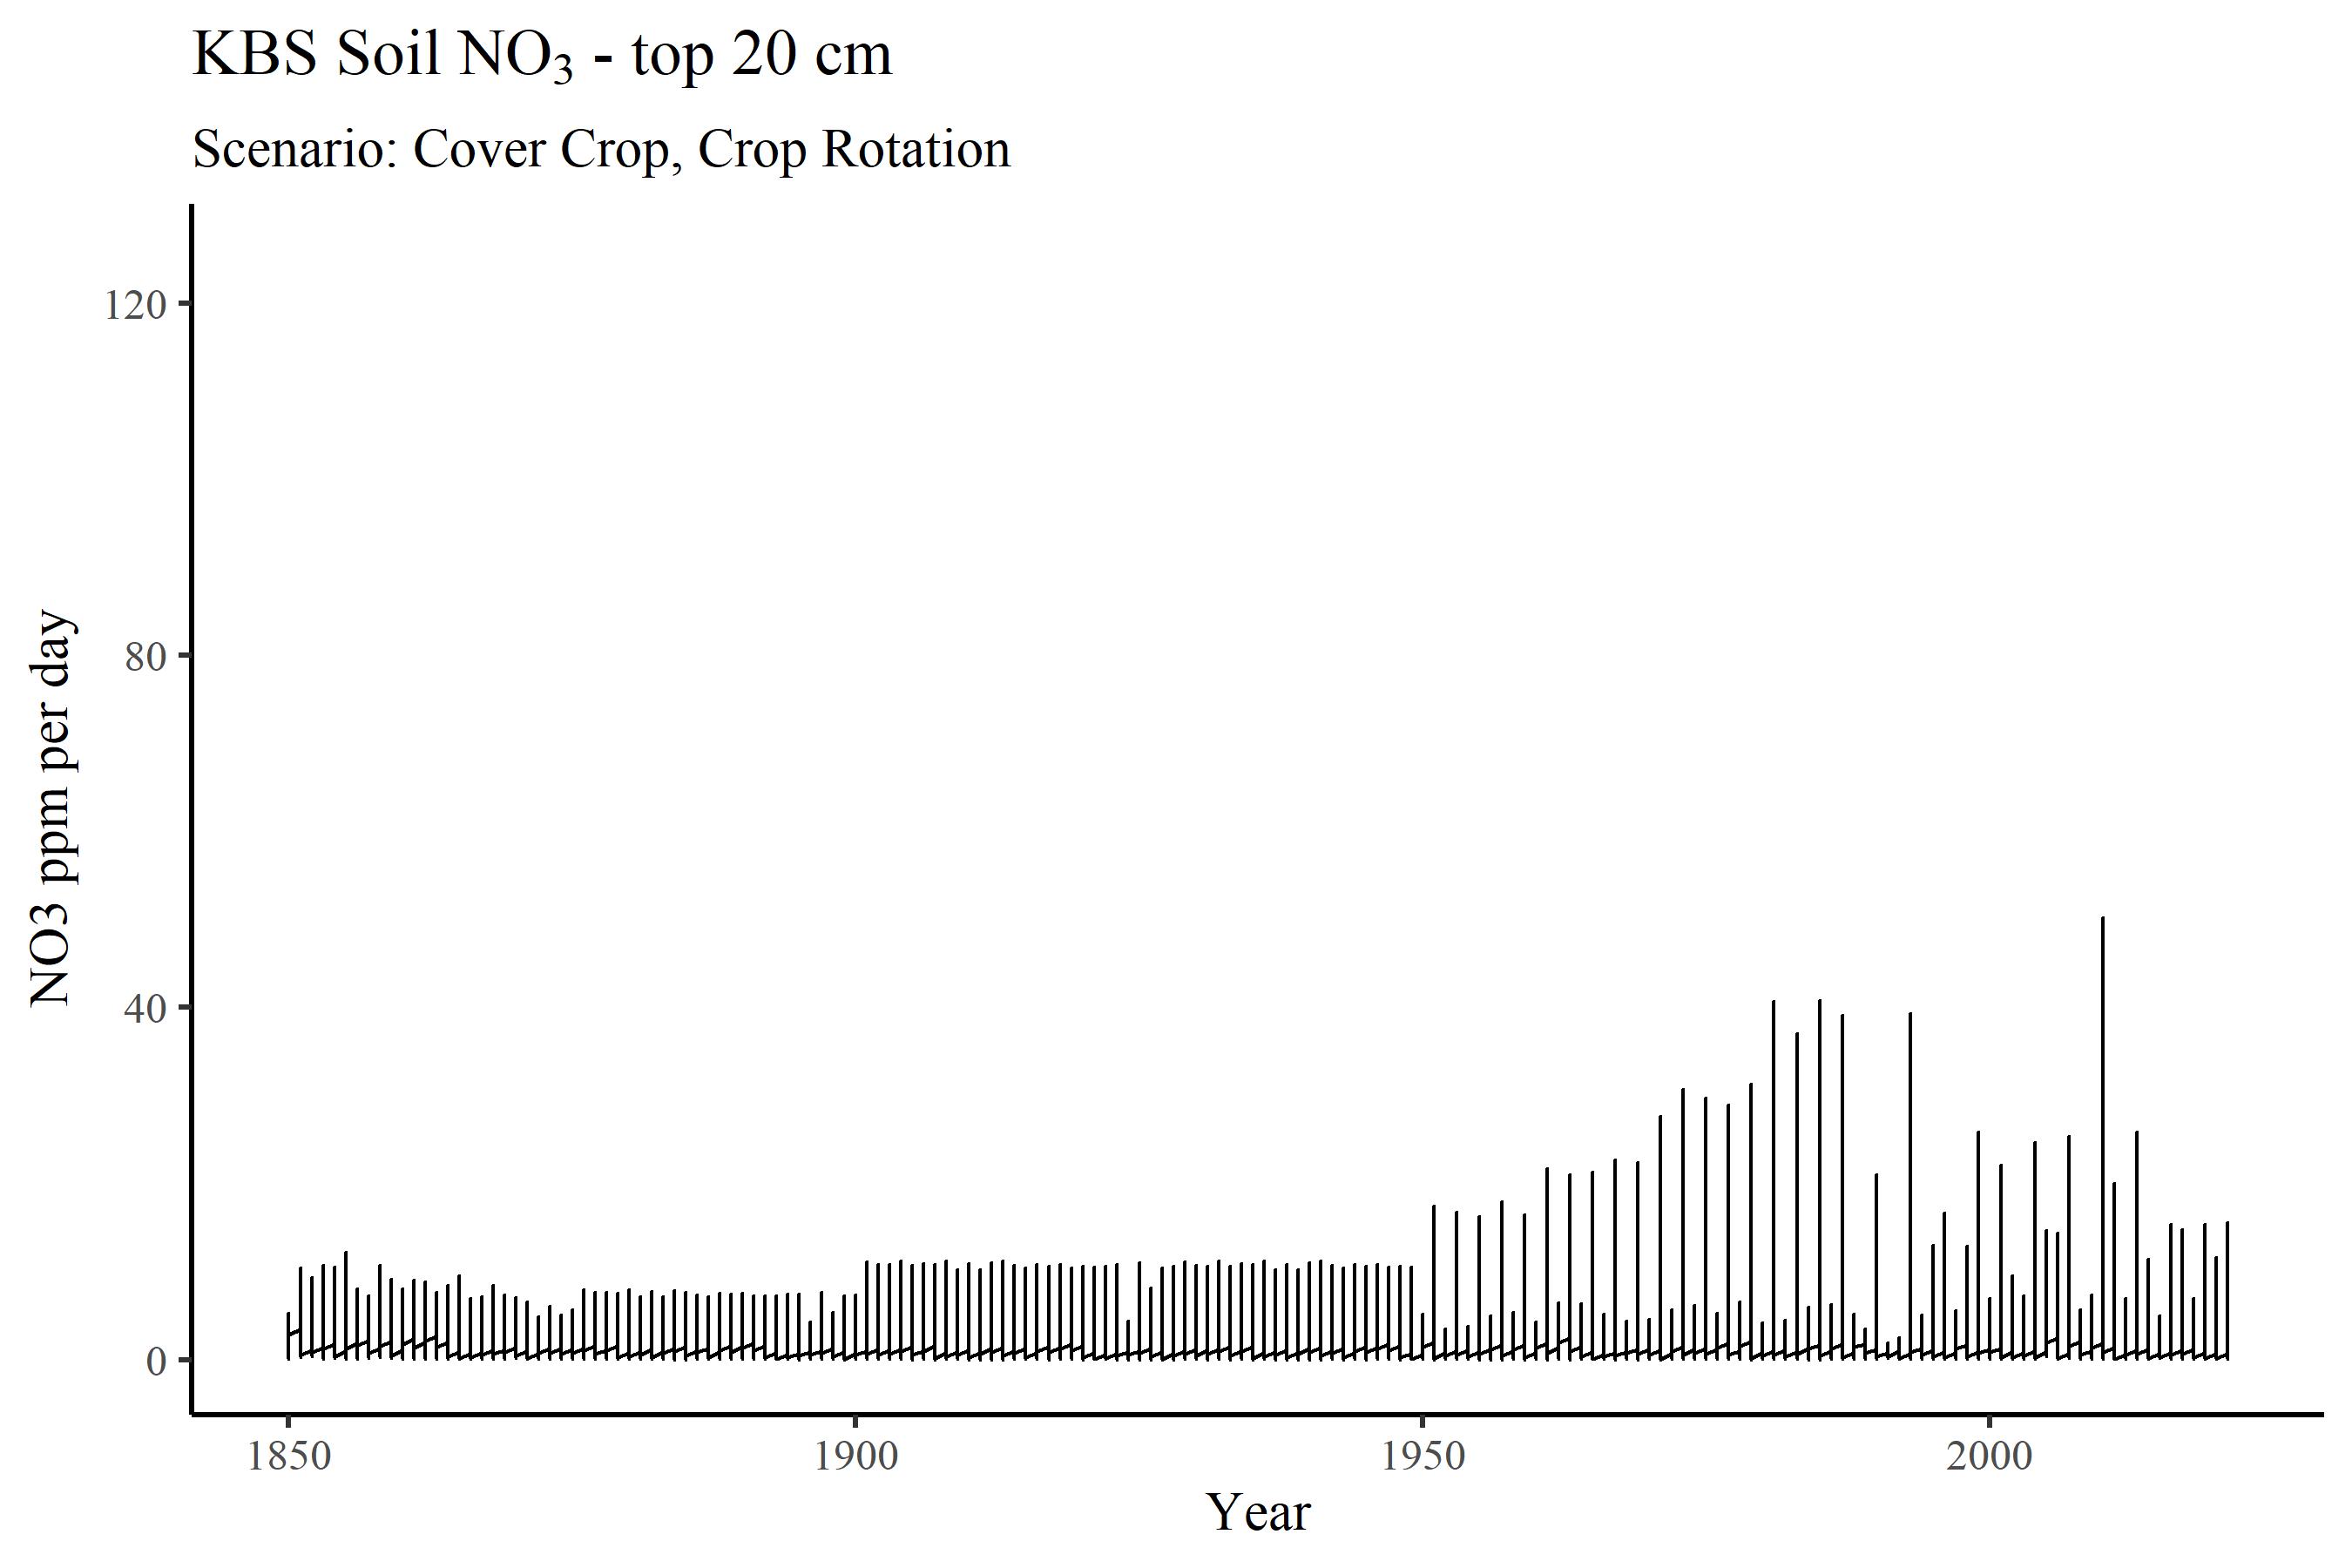 KBS Soil NO₃ - top 20 cm
Scenario: Cover Crop, Crop Rotation
NO3 ppm per day
120
80
40
0
1850 1900 1950 2000
Year